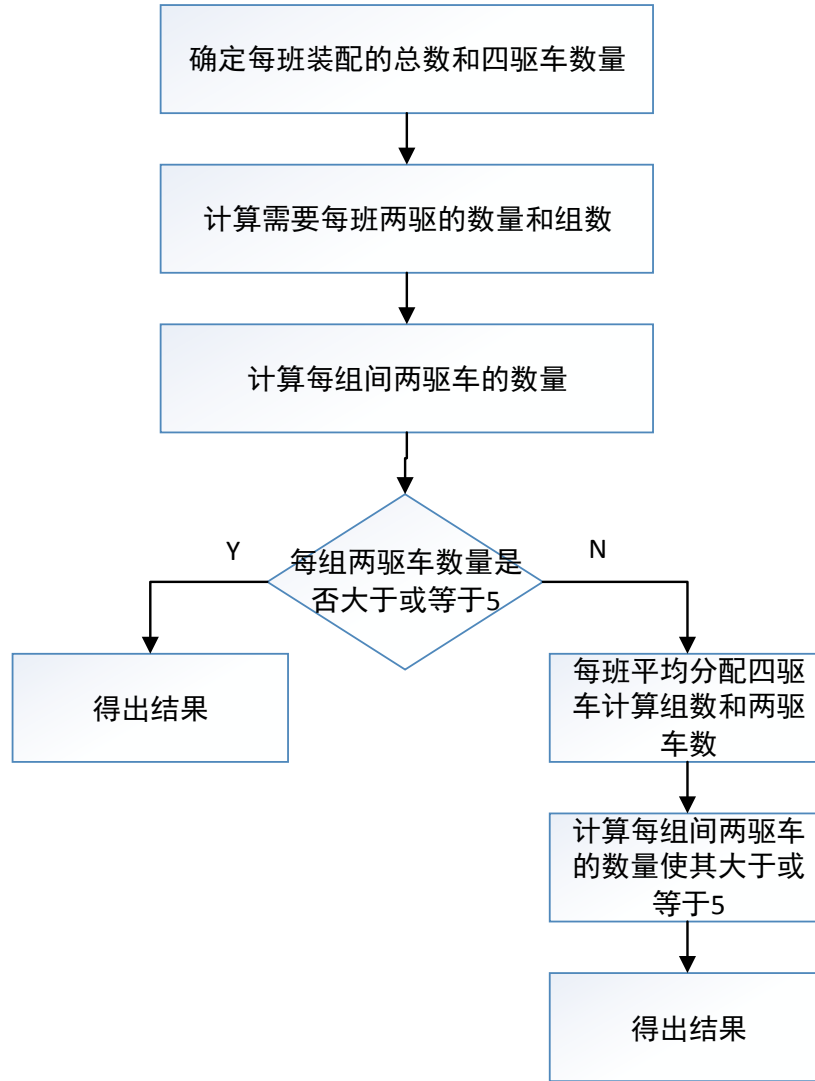 确定每班装配的总数和四驱车数量
计算需要每班两驱的数量和组数
计算每组间两驱车的数量
每组两驱车数量是
否大于或等于5
Y
N
得出结果
每班平均分配四驱
车计算组数和两驱
车数
计算每组间两驱车
的数量使其大于或
等于5
得出结果